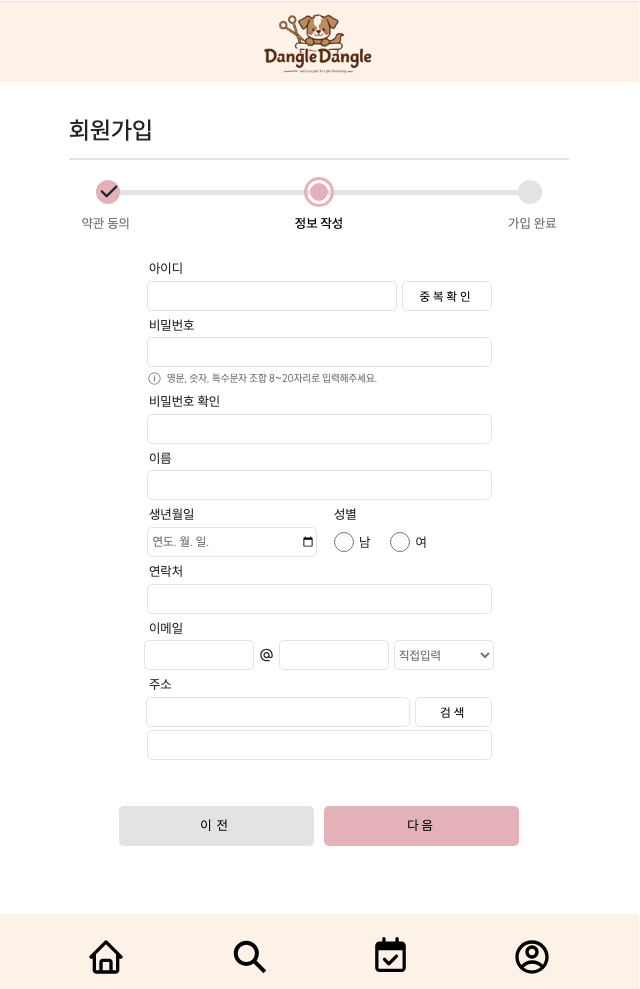 DangleDangle
회원가입
약관 동의 정보 작성 가입 완료
아이디
중복확인
비밀번호
영문, 숫자, 특수문자 조합 8~20자리로 입력해주세요.
비밀번호 확인
이름
생년월일 성별
연도. 월. 일. 남 여
연락처
이메일
@ 직접입력
주소
검색
이전 다음